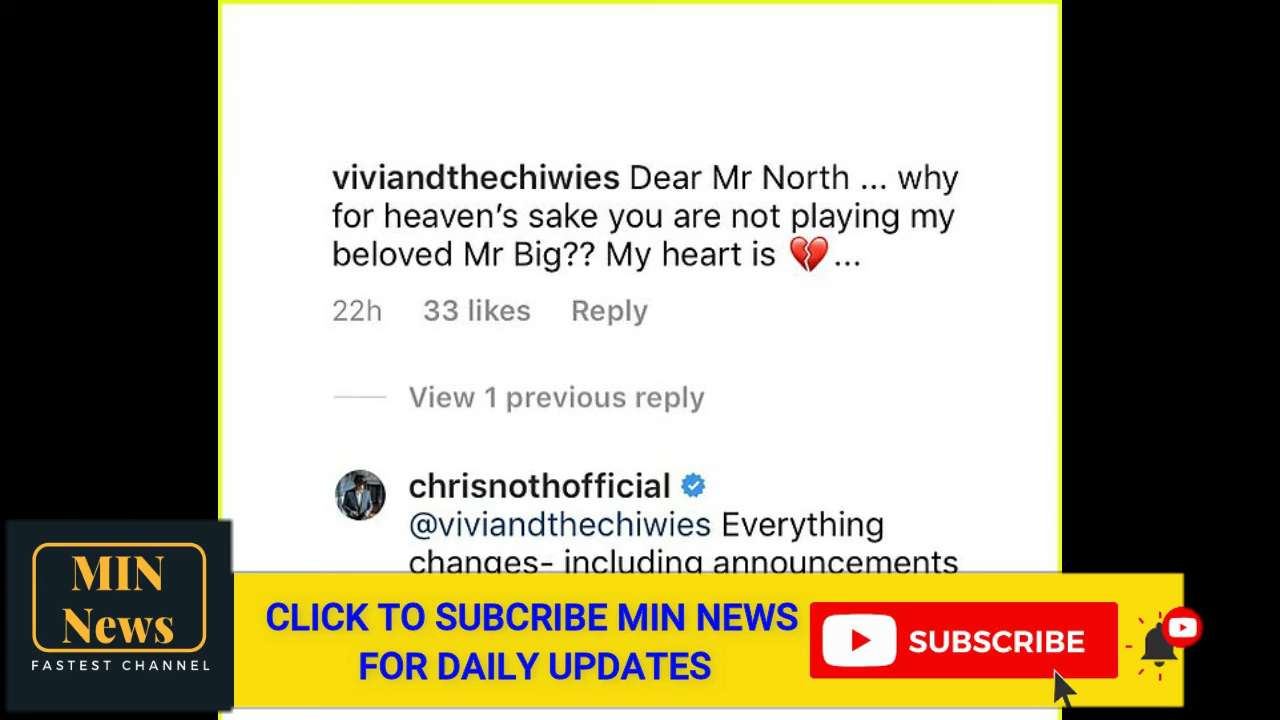 viviandthechiwies Dear Mr North ... why
for heaven's sake you are not playing my
beloved Mr Big?? My heart is 💔...
22h 33 likes Reply
View 1 previous reply
chrisnothofficial
@viviandthechiwies Everything
changes- including announcements
MIN
News
FASTEST CHANNEL
CLICK TO SUBCRIBE MIN NEWS
FOR DAILY UPDATES
SUBSCRIBE